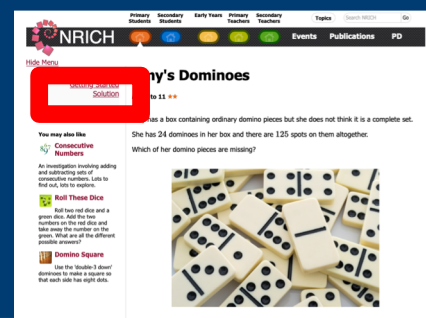 Primary Students
Secondary Students
Early Years
Primary Teachers
Secondary Teachers
Topics
Search NRICH
Go
NRICH
Events
Publications
PD
Hide Menu
Getting Started
Solution
ny's Dominoes
to 11 ★★
has a box containing ordinary domino pieces but she does not think it is a complete set.
She has 24 dominoes in her box and there are 125 spots on them altogether.
Which of her domino pieces are missing?
You may also like
Consecutive
Numbers
An investigation involving adding
and subtracting sets of
consecutive numbers. Lots to
find out, lots to explore.
Roll These Dice
Roll two red dice and a
green dice. Add the two
numbers on the red dice and
take away the number on the
green. What are all the different
possible answers?
Domino Square
Use the 'double-3 down'
dominoes to make a square so
that each side has eight dots.